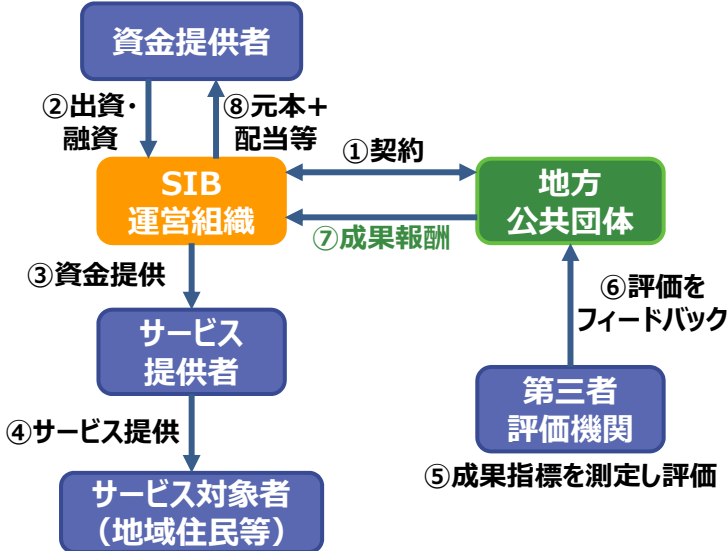 資金提供者
②出資・
融資
⑧元本＋
配当等
①契約
SIB
運営組織
地方
公共団体
⑦成果報酬
③資金提供
⑥評価を
フィードバック
サービス
提供者
第三者
評価機関
④サービス提供
⑤成果指標を測定し評価
サービス対象者
（地域住民等）